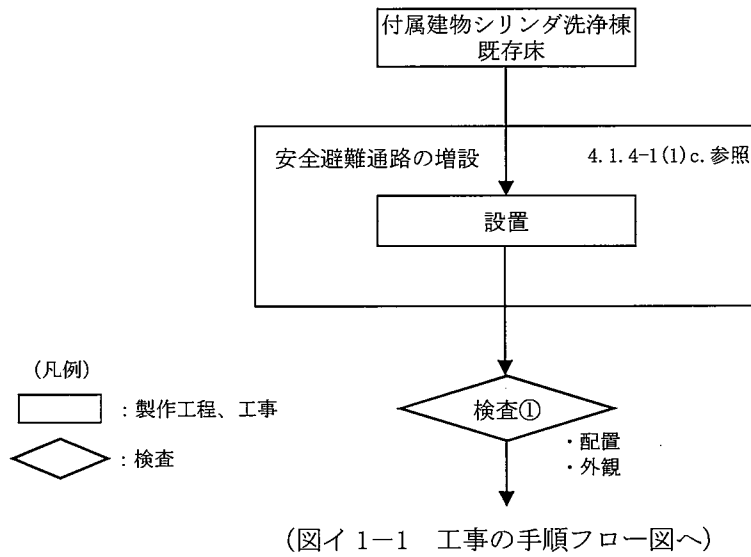 付属建物シリンダ洗浄棟
既存床
安全避難通路の増設
4.1.4-1(1)c.参照
設置
検査①
・配置
・外観
(凡例)
：製作工程、工事
：検査
(図イ1－1　工事の手順フロー図へ)